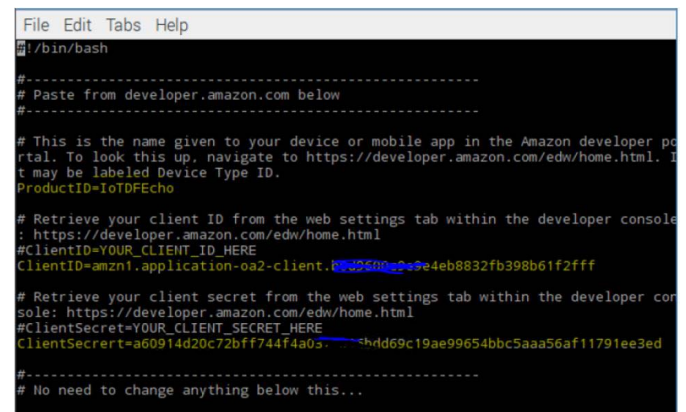 File Edit Tabs Help
#!/bin/bash
#------------------------------------------------------
# Paste from developer.amazon.com below
#------------------------------------------------------
# This is the name given to your device or mobile app in the Amazon developer po
rtal. To look this up, navigate to https://developer.amazon.com/edw/home.html. I
t may be labeled Device Type ID.
ProductID=IoTDFEcho
# Retrieve your client ID from the web settings tab within the developer console
: https://developer.amazon.com/edw/home.html
#ClientID=YOUR_CLIENT_ID_HERE
ClientID=amzn1.application-oa2-client.
# Retrieve your client secret from the web settings tab within the developer con
sole: https://developer.amazon.com/edw/home.html
#ClientSecret=YOUR_CLIENT_SECRET_HERE
ClientSecrert=
#------------------------------------------------------
# No need to change anything below this...